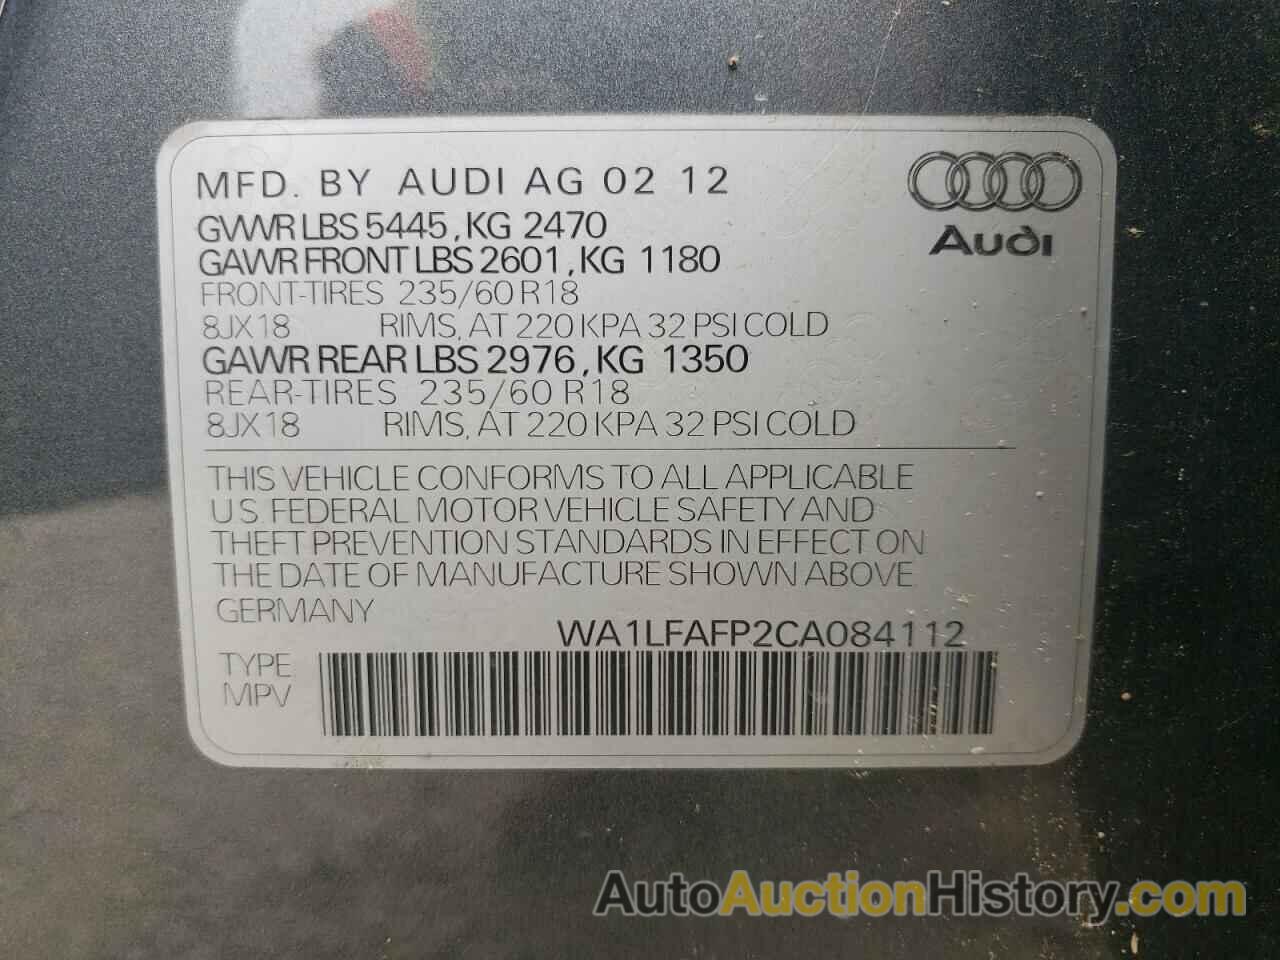 MFD. BY AUDI AG 02 12
GVWR LBS 5445, KG 2470
GAWR FRONT LBS 2601, KG 1180
FRONT-TIRES 235/60 R18
8JX18 RIMS, AT 220 KPA 32 PSI COLD
GAWR REAR LBS 2976, KG 1350
REAR-TIRES 235/60 R18
8JX18 RIMS, AT 220 KPA 32 PSI COLD
Audi
THIS VEHICLE CONFORMS TO ALL APPLICABLE
U.S. FEDERAL MOTOR VEHICLE SAFETY AND
THEFT PREVENTION STANDARDS IN EFFECT ON
THE DATE OF MANUFACTURE SHOWN ABOVE.
GERMANY
WA1LFAFP2CA084112
TYPE
MPV
AutoAuctionHistory.com